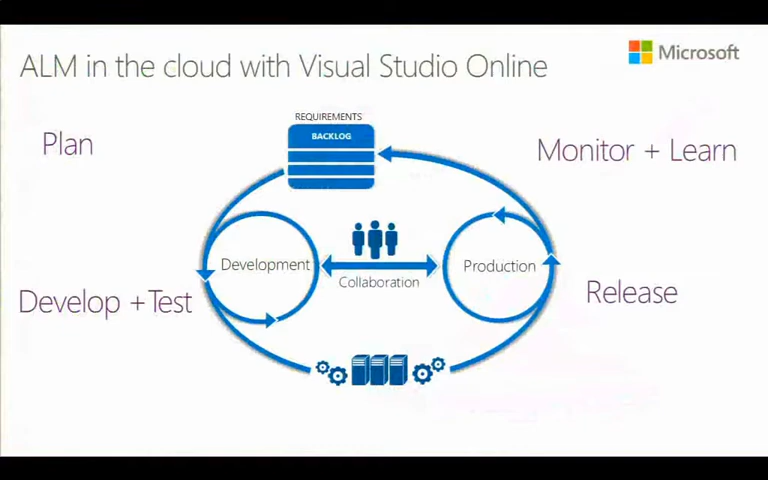 ALM in the cloud with Visual Studio Online
Microsoft
REQUIREMENTS
BACKLOG
Plan
Monitor + Learn
Development
Collaboration
Production
Develop +Test
Release